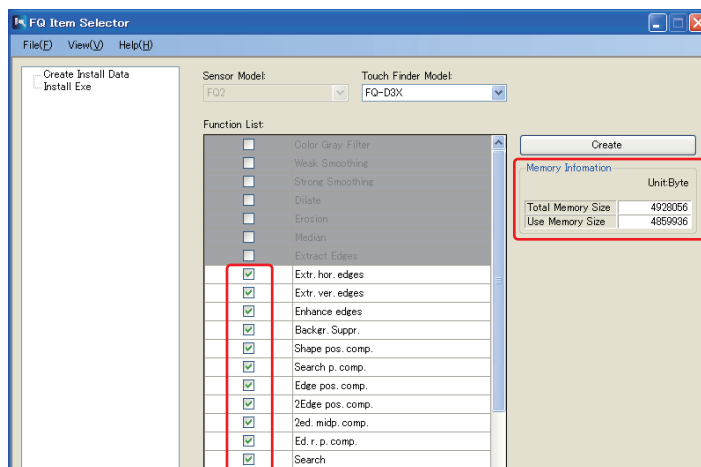 FQ Item Selector
File(F) View(V) Help(H)
Create Install Data
Install Exe
Sensor Model:
Touch Finder Model:
FQ2
FQ-D3X
Function List:
Color Gray Filter
Weak Smoothing
Strong Smoothing
Dilate
Erosion
Median
Extract Edges
Extr. hor. edges
Extr. ver. edges
Enhance edges
Backgr. Suppr.
Shape pos. comp.
Search p. comp.
Edge pos. comp.
2Edge pos. comp.
2ed. midp. comp.
Ed. r. p. comp.
Search
Create
Memory Infomation
Unit:Byte
Total Memory Size 4928056
Use Memory Size 4859936